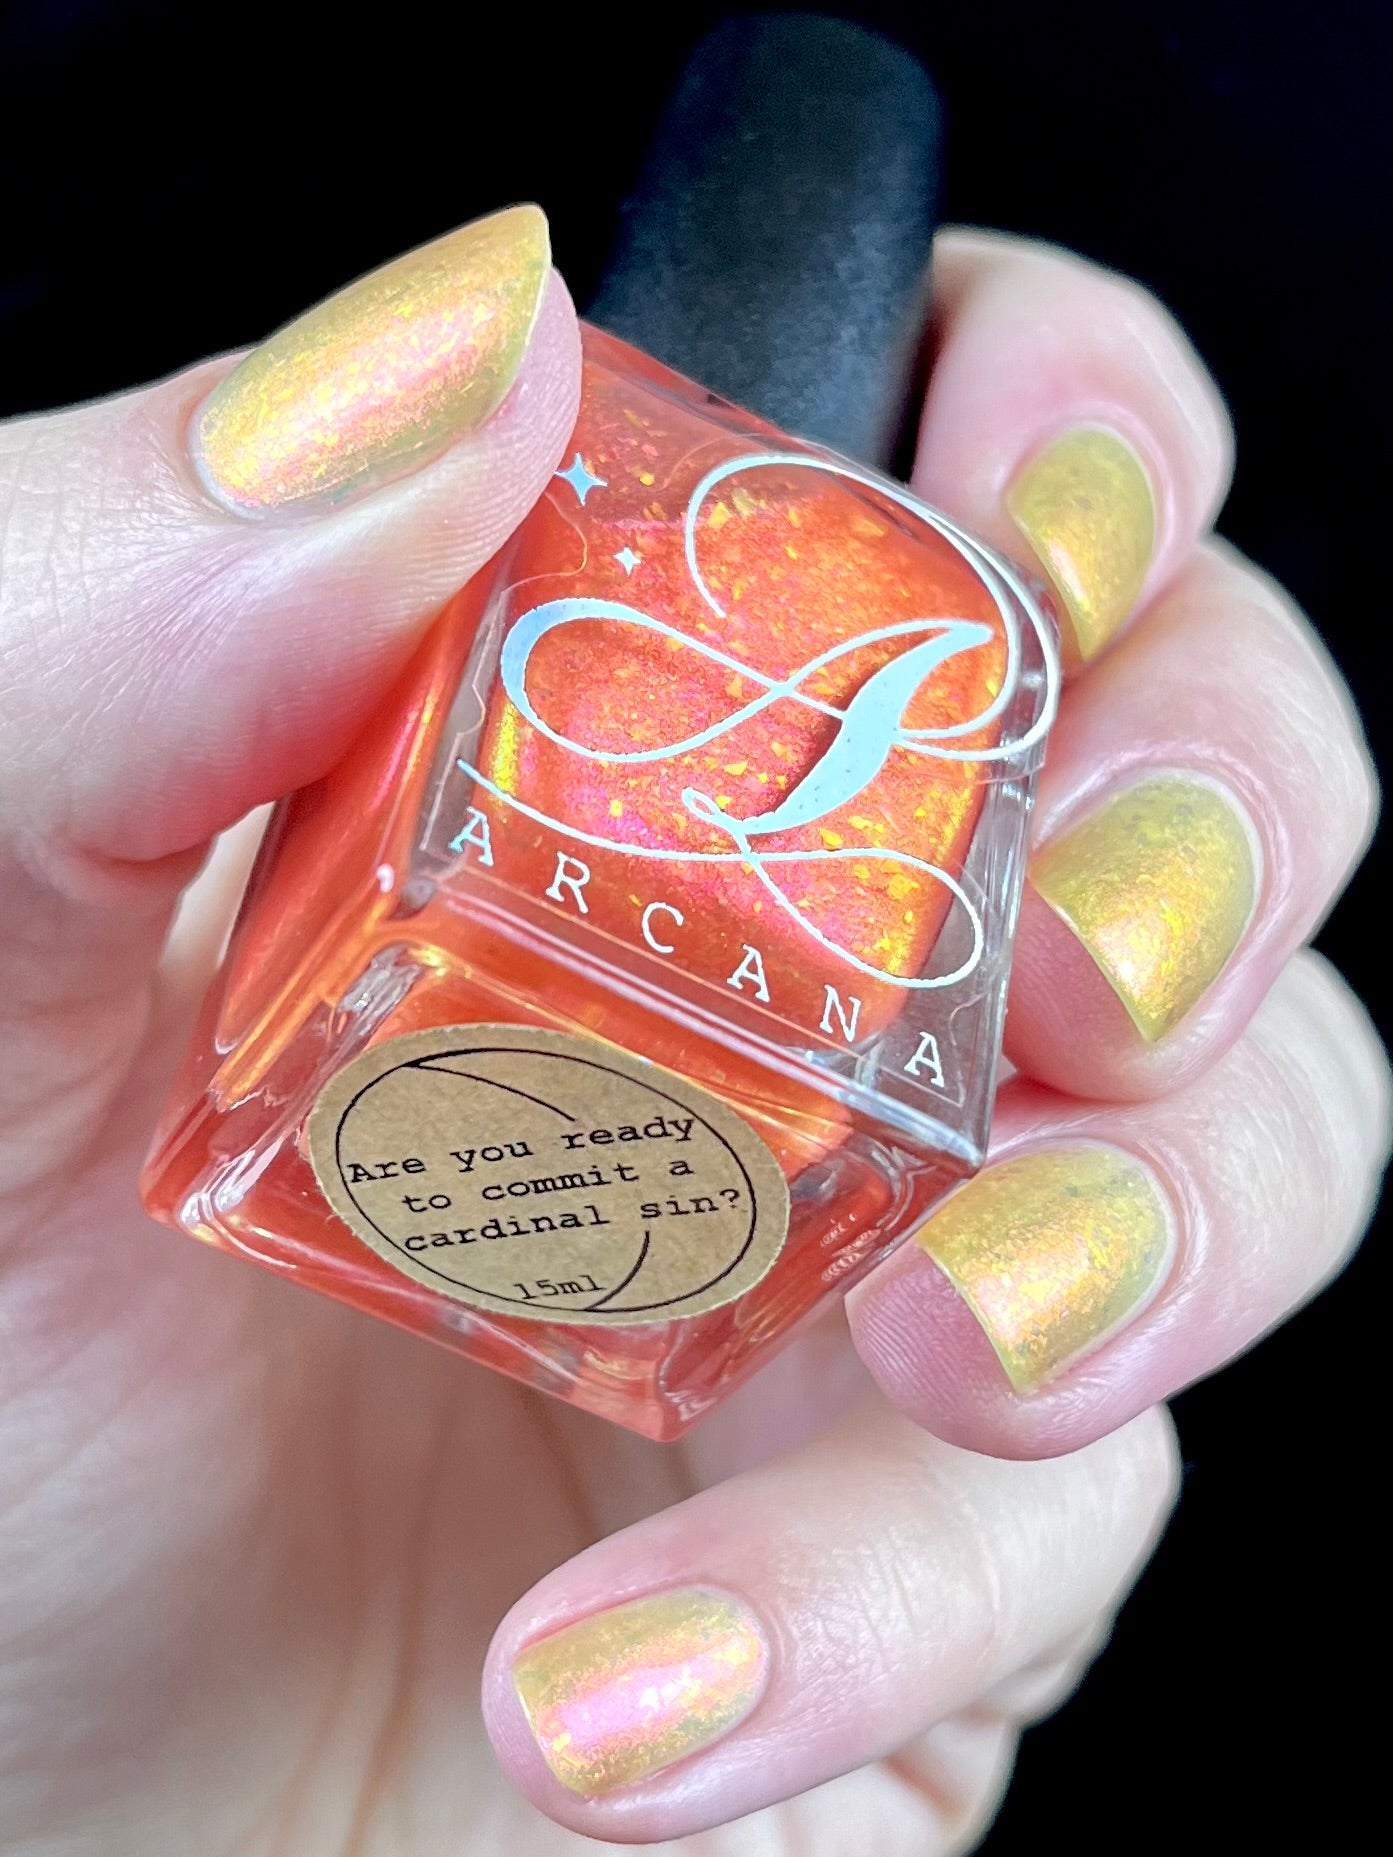 A
ARCANA
Are you ready
to commit a
cardinal sin?
15ml